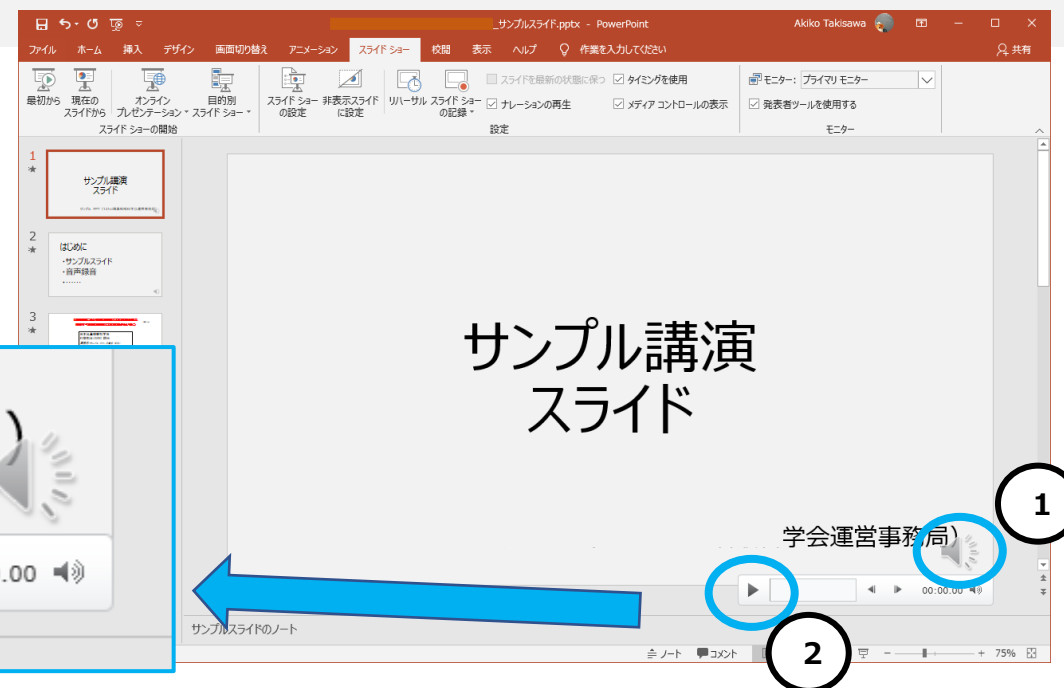 _サンプルスライド.pptx - PowerPoint
Akiko Takisawa
ファイル
ホーム
挿入
デザイン
画面切り替え
アニメーション
スライド ショー
校閲
表示
ヘルプ
作業を入力してください
共有
最初から
現在の
スライドから
オンライン
プレゼンテーション
目的別
スライド ショー
スライド ショー
の設定
非表示スライド
に設定
リハーサル
スライド ショー
の記録
スライドを最新の状態に保つ
タイミングを使用
ナレーションの再生
メディア コントロールの表示
モニター:
プライマリ モニター
発表者ツールを使用する
スライド ショーの開始
設定
モニター
1
サンプル講演
スライド
2
はじめに
・サンプルスライド
・音声録音
・……
3
サンプル講演
スライド
学会運営事務局）
00:00.00
1
2
.00
サンプルスライドのノート
ノート
コメント
75%